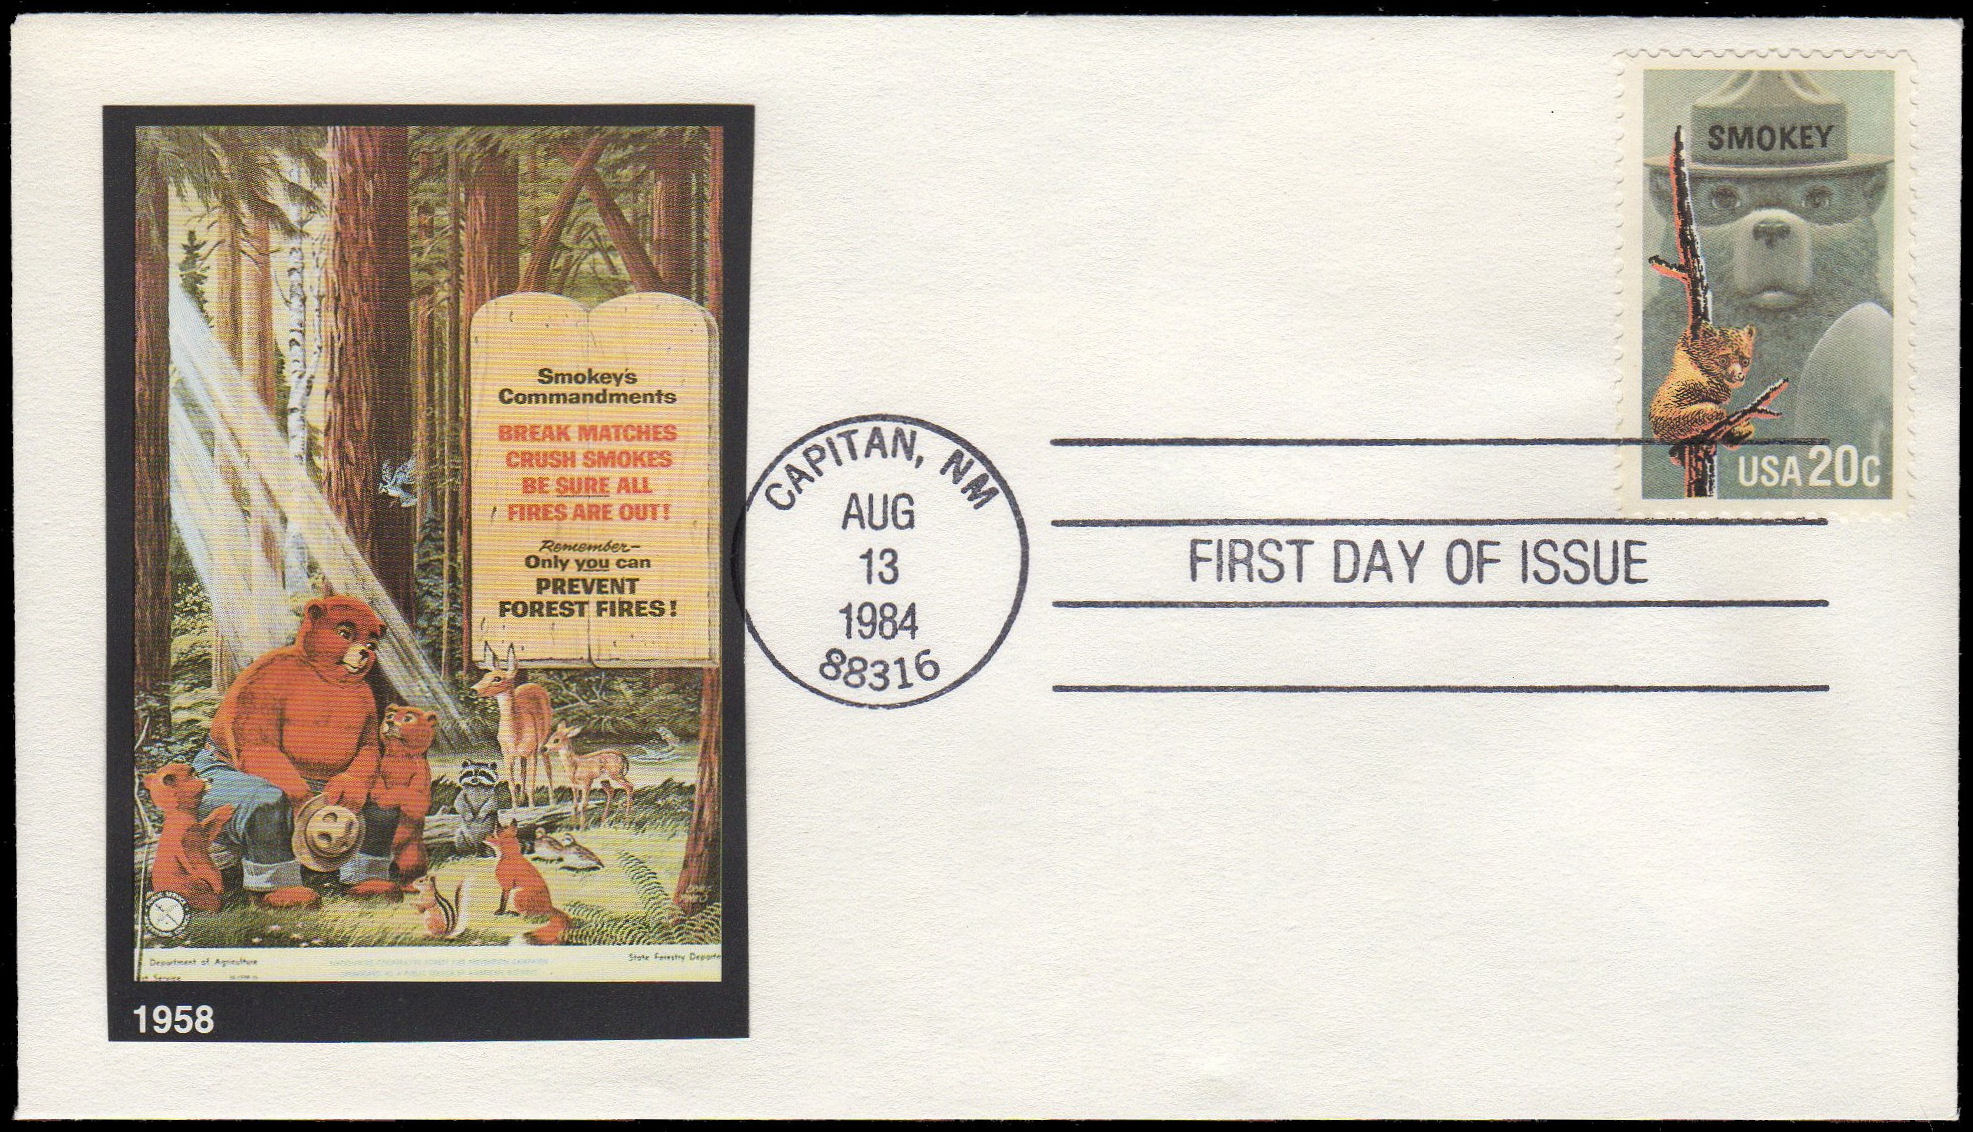 Smokey's
Commandments
BREAK MATCHES
CRUSH SMOKES
BE SURE ALL
FIRES ARE OUT!
Remember—
Only you can
PREVENT
FOREST FIRES!
Department of Agriculture
State Forestry Departm
1958
CAPITAN, NM
AUG
13
1984
88316
FIRST DAY OF ISSUE
SMOKEY
USA 20c